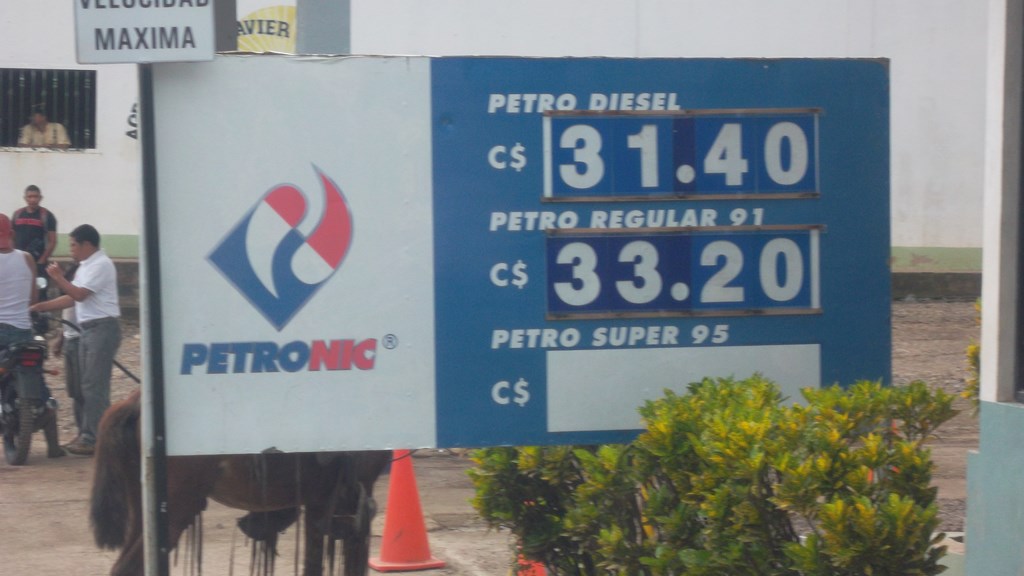 VELOCIDAD
MAXIMA
AVIER
PETRO DIESEL
C$ 31.40
PETRO REGULAR 91
C$ 33.20
PETRO SUPER 95
C$
PETRONIC®